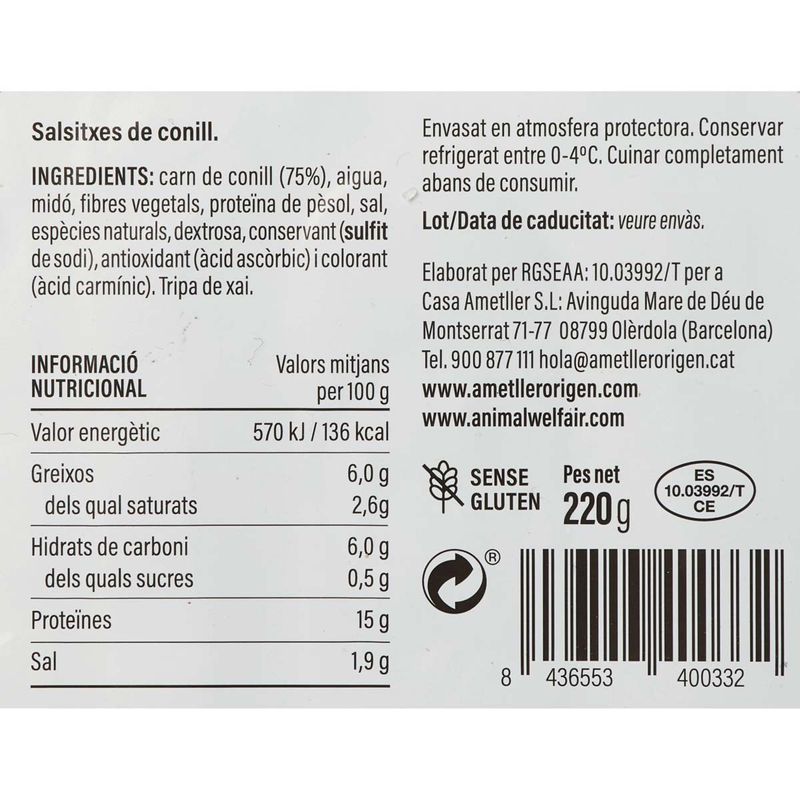 Salsitxes de conill.
INGREDIENTS: carn de conill (75%), aigua,
midó, fibres vegetals, proteïna de pèsol, sal,
espècies naturals, dextrosa, conservant (sulfit
de sodi), antioxidant (àcid ascòrbic) i colorant
(àcid carmínic). Tripa de xai.
INFORMACIÓ NUTRICIONAL Valors mitjans per 100 g
Valor energètic 570 kJ / 136 kcal
Greixos 6,0 g
dels qual saturats 2,6g
Hidrats de carboni 6,0 g
dels quals sucres 0,5 g
Proteïnes 15 g
Sal 1,9 g
Envasat en atmosfera protectora. Conservar
refrigerat entre 0-4ºC. Cuinar completament
abans de consumir.
Lot/Data de caducitat: veure envàs.
Elaborat per RGSEAA: 10.03992/T per a
Casa Ametller S.L: Avinguda Mare de Déu de
Montserrat 71-77 08799 Olèrdola (Barcelona)
Tel. 900 877 111 hola@ametllerorigen.cat
www.ametllerorigen.com
www.animalwelfair.com
SENSE
GLUTEN
Pes net
220 g
ES
10.03992/T
CE
®
8 436553 400332